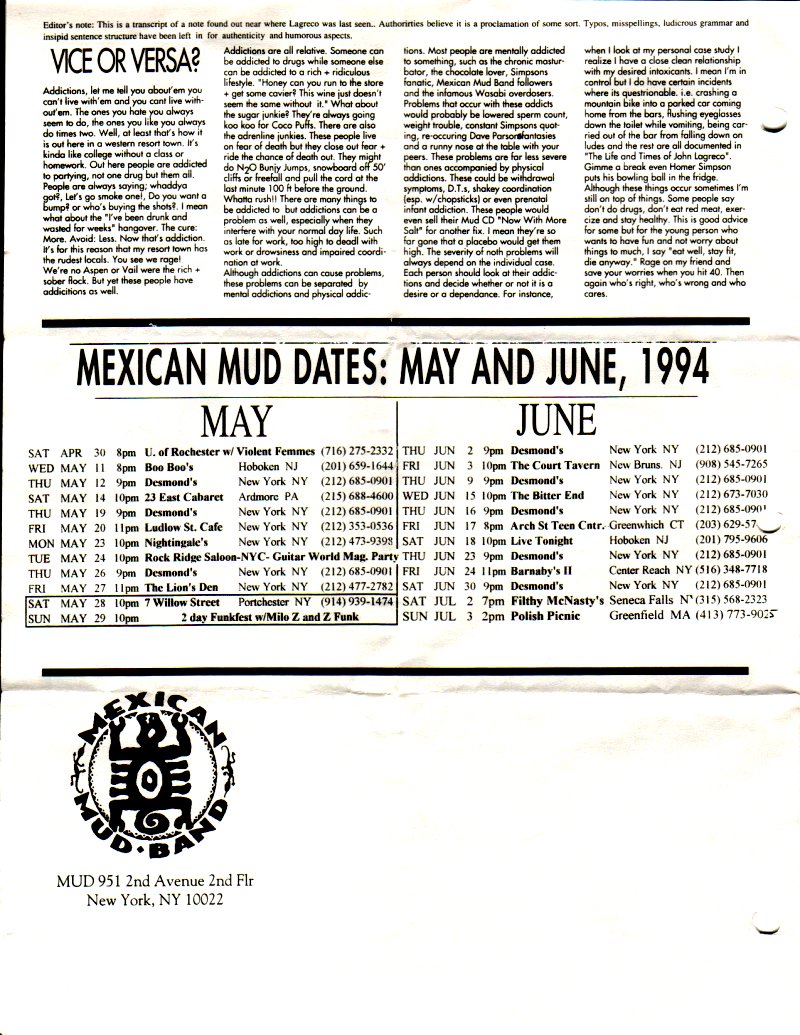 Editor's note: This is a transcript of a note found out near where Lagreco was last seen.. Authorirties believe it is a proclamation of some sort. Typos, misspellings, ludicrous grammar and
insipid sentence structure have been left in for authenticity and humorous aspects.
VICE OR VERSA?
Addictions, let me tell you about'em you
can't live with'em and you cant live with-
out'em. The ones you hate you always
seem to do, the ones you like you always
do times two. Well, at least that's how it
is out here in a western resort town. It's
kinda like college without a class or
homework. Out here people are addicted
to partying, not one drug but them all.
People are always saying; whaddya
got?, Let's go smoke one!, Do you want a
bump? or who's buying the shots?. I mean
what about the "I've been drunk and
wasted for weeks" hangover. The cure:
More. Avoid: Less. Now that's addiction.
It's for this reason that my resort town has
the rudest locals. You see we rage!
We're no Aspen or Vail were the rich +
sober flock. But yet these people have
addicitions as well.
Addictions are all relative. Someone can
be addicted to drugs while someone else
can be addicted to a rich + ridiculous
lifestyle. "Honey can you run to the store
+ get some cavier? This wine just doesn't
seem the same without it." What about
the sugar junkie? They're always going
koo koo for Coco Puffs. There are also
the adrenline junkies. These people live
on fear of death but they close out fear +
ride the chance of death out. They might
do N2O Bunjy Jumps, snowboard off 50'
cliffs or freefall and pull the cord at the
last minute 100 ft before the ground.
Whatta rush!! There are many things to
be addicted to but addictions can be a
problem as well, especially when they
interfere with your normal day life. Such
as late for work, too high to deadl with
work or drowsiness and impaired coordi-
nation at work.
Although addictions can cause problems,
these problems can be separated by
mental addictions and physical addic-
tions. Most people are mentally addicted
to something, such as the chronic mastur-
bator, the chocolate lover, Simpsons
fanatic, Mexican Mud Band followers
and the infamous Wasabi overdosers.
Problems that occur with these addicts
would probably be lowered sperm count,
weight trouble, constant Simpsons quot-
ing, re-occuring Dave Parsonfantasies
and a runny nose at the table with your
peers. These problems are far less severe
than ones accompanied by physical
addictions. These could be withdrawal
symptoms, D.T.s, shakey coordination
(esp. w/chopsticks) or even prenatal
infant addiction. These people would
even sell their Mud CD "Now With More
Salt" for another fix. I mean they're so
far gone that a placebo would get them
high. The severity of noth problems will
always depend on the individual case.
Each person should look at their addic-
tions and decide whether or not it is a
desire or a dependance. For instance,
when I look at my personal case study I
realize I have a close clean relationship
with my desired intoxicants. I mean I'm in
control but I do have certain incidents
where its questionable. i.e. crashing a
mountain bike into a parked car coming
home from the bars, flushing eyeglasses
down the toilet while vomiting, being car-
ried out of the bar from falling down on
ludes and the rest are all documented in
"The Life and Times of John Lagreco".
Gimme a break even Homer Simpson
puts his bowling ball in the fridge.
Although these things occur sometimes I'm
still on top of things. Some people say
don't do drugs, don't eat red meat, exer-
cize and stay healthy. This is good advice
for some but for the young person who
wants to have fun and not worry about
things to much, I say "eat well, stay fit,
die anyway." Rage on my friend and
save your worries when you hit 40. Then
again who's right, who's wrong and who
cares.
MEXICAN MUD DATES: MAY AND JUNE, 1994
MAY
SAT APR 30 8pm U. of Rochester w/ Violent Femmes (716) 275-2332
WED MAY 11 8pm Boo Boo's Hoboken NJ (201) 659-1644
THU MAY 12 9pm Desmond's New York NY (212) 685-0901
SAT MAY 14 10pm 23 East Cabaret Ardmore PA (215) 688-4600
THU MAY 19 9pm Desmond's New York NY (212) 685-0901
FRI MAY 20 11pm Ludlow St. Cafe New York NY (212) 353-0536
MON MAY 23 10pm Nightingale's New York NY (212) 473-9398
TUE MAY 24 10pm Rock Ridge Saloon-NYC- Guitar World Mag. Party
THU MAY 26 9pm Desmond's New York NY (212) 685-0901
FRI MAY 27 11pm The Lion's Den New York NY (212) 477-2782
SAT MAY 28 10pm 7 Willow Street Portchester NY (914) 939-1474
SUN MAY 29 10pm 2 day Funkfest w/Milo Z and Z Funk
JUNE
THU JUN 2 9pm Desmond's New York NY (212) 685-0901
FRI JUN 3 10pm The Court Tavern New Bruns. NJ (908) 545-7265
THU JUN 9 9pm Desmond's New York NY (212) 685-0901
WED JUN 15 10pm The Bitter End New York NY (212) 673-7030
THU JUN 16 9pm Desmond's New York NY (212) 685-090
FRI JUN 17 8pm Arch St Teen Cntr. Greenwhich CT (203) 629-57
SAT JUN 18 10pm Live Tonight Hoboken NJ (201) 795-9606
THU JUN 23 9pm Desmond's New York NY (212) 685-0901
FRI JUN 24 11pm Barnaby's II Center Reach NY (516) 348-7718
SAT JUN 30 9pm Desmond's New York NY (212) 685-0901
SAT JUL 2 7pm Filthy McNasty's Seneca Falls N (315) 568-2323
SUN JUL 3 2pm Polish Picnic Greenfield MA (413) 773-9025
MEXICAN
MUD·BAND
MUD 951 2nd Avenue 2nd Flr
New York, NY 10022